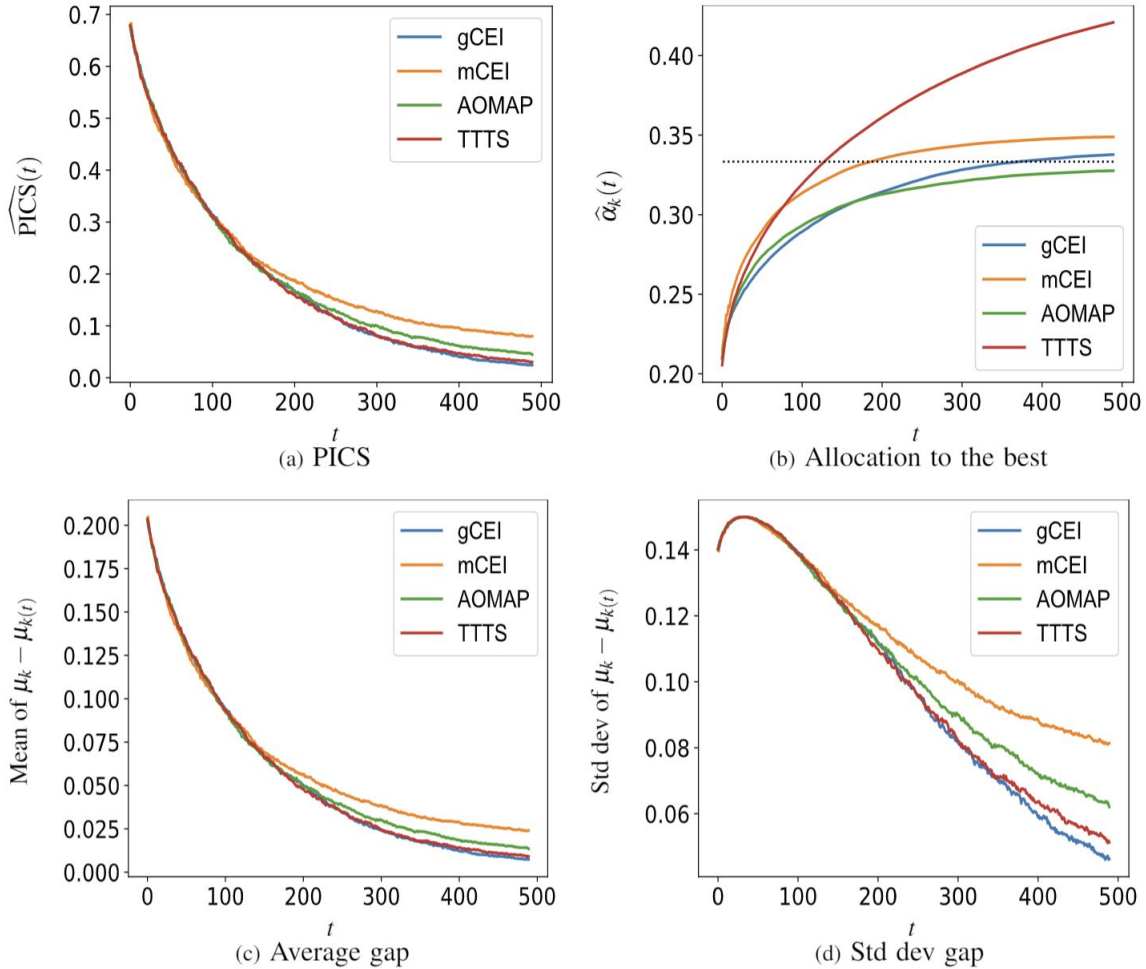 0.7
0.6
0.5
0.4
0.3
0.2
0.1
0.0
0 100 200 300 400 500
P̂ICS(t)
t
gCEI
mCEI
AOMAP
TTTS
(a) PICS
0.40
0.35
0.30
0.25
0.20
0 100 200 300 400 500
α̂ₖ(t)
t
gCEI
mCEI
AOMAP
TTTS
(b) Allocation to the best
0.200
0.175
0.150
0.125
0.100
0.075
0.050
0.025
0.000
0 100 200 300 400 500
Mean of μₖ − μₖ₍ₜ₎
t
gCEI
mCEI
AOMAP
TTTS
(c) Average gap
0.14
0.12
0.10
0.08
0.06
0 100 200 300 400 500
Std dev of μₖ − μₖ₍ₜ₎
t
gCEI
mCEI
AOMAP
TTTS
(d) Std dev gap